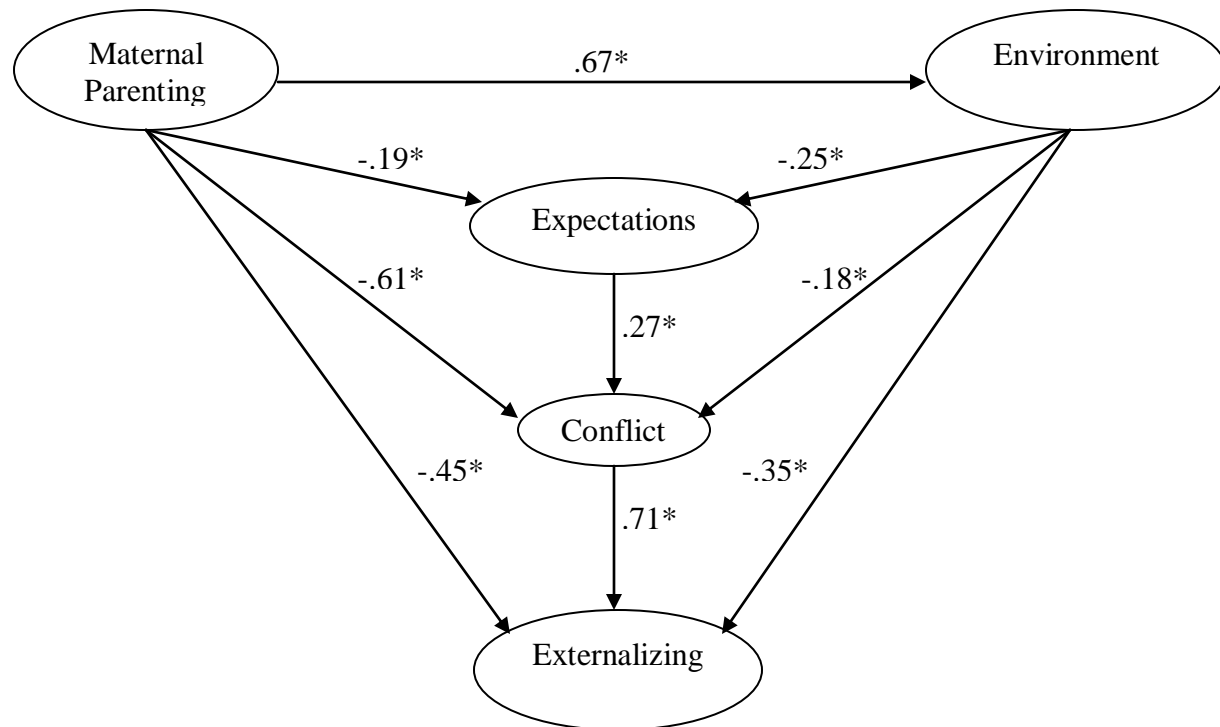 Maternal
Parenting
.67*
Environment
-.19*
-.25*
Expectations
-.61*
-.18*
.27*
Conflict
-.45*
-.35*
.71*
Externalizing